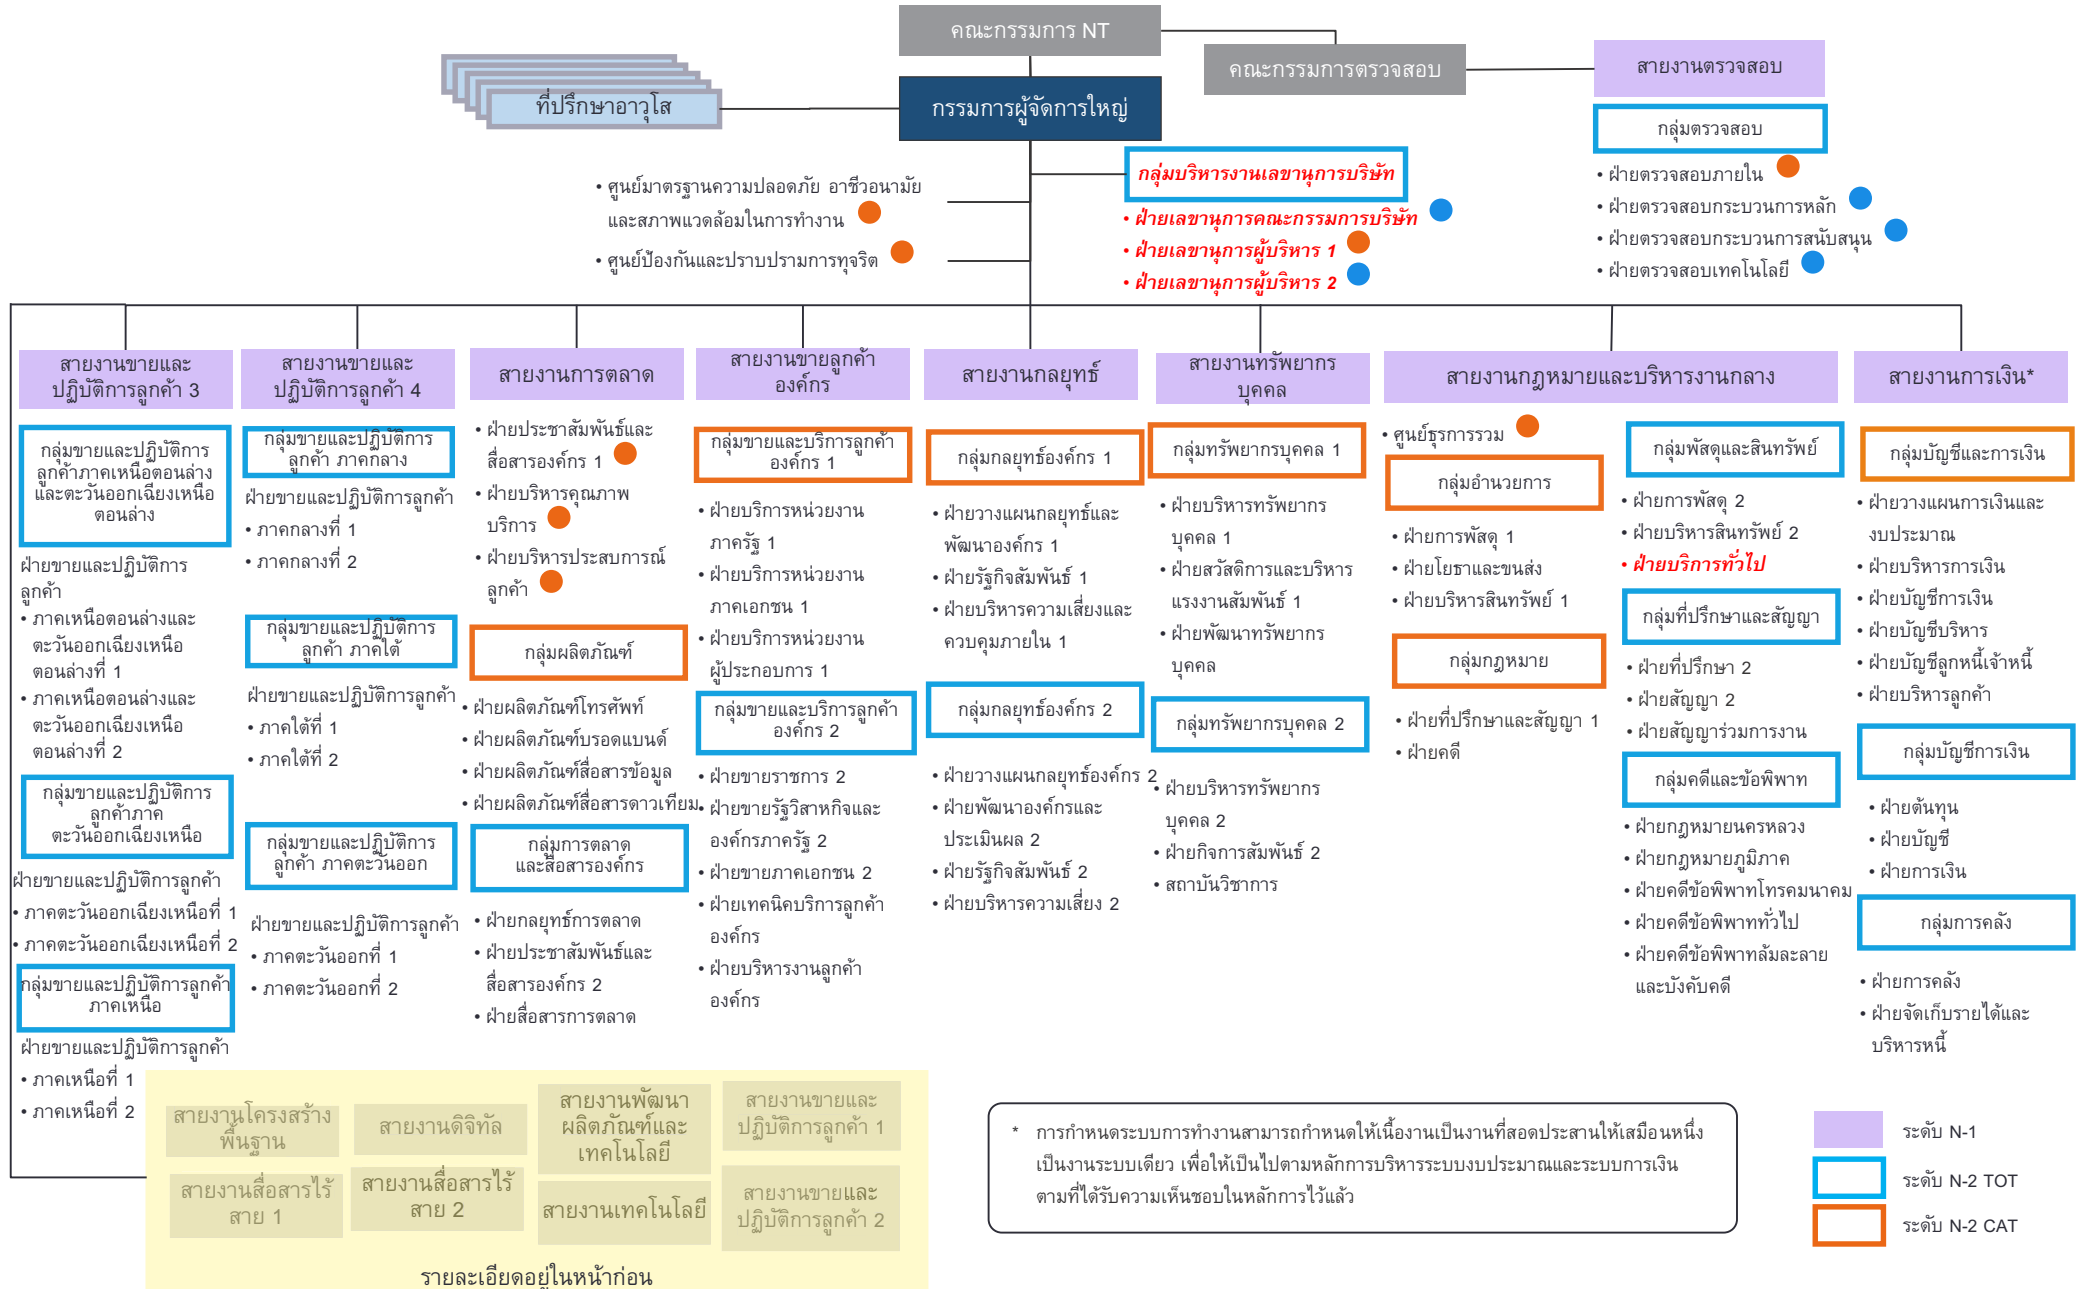 คณะกรรมการ NT
คณะกรรมการตรวจสอบ
สายงานตรวจสอบ
ที่ปรึกษาอาวุโส
กรรมการผู้จัดการใหญ่
กลุ่มตรวจสอบ
• ฝ่ายตรวจสอบภายใน
• ฝ่ายตรวจสอบกระบวนการหลัก
• ฝ่ายตรวจสอบกระบวนการสนับสนุน
• ฝ่ายตรวจสอบเทคโนโลยี
• ศูนย์มาตรฐานความปลอดภัย อาชีวอนามัย
และสภาพแวดล้อมในการทำงาน
• ศูนย์ป้องกันและปราบปรามการทุจริต
กลุ่มบริหารงานเลขานุการบริษัท
• ฝ่ายเลขานุการคณะกรรมการบริษัท
• ฝ่ายเลขานุการผู้บริหาร 1
• ฝ่ายเลขานุการผู้บริหาร 2
สายงานขายและ
ปฏิบัติการลูกค้า 3
กลุ่มขายและปฏิบัติการ
ลูกค้าภาคเหนือตอนล่าง
และตะวันออกเฉียงเหนือ
ตอนล่าง
ฝ่ายขายและปฏิบัติการ
ลูกค้า
• ภาคเหนือตอนล่างและ
ตะวันออกเฉียงเหนือ
ตอนล่างที่ 1
• ภาคเหนือตอนล่างและ
ตะวันออกเฉียงเหนือ
ตอนล่างที่ 2
กลุ่มขายและปฏิบัติการ
ลูกค้าภาค
ตะวันออกเฉียงเหนือ
ฝ่ายขายและปฏิบัติการลูกค้า
• ภาคตะวันออกเฉียงเหนือที่ 1
• ภาคตะวันออกเฉียงเหนือที่ 2
กลุ่มขายและปฏิบัติการลูกค้า
ภาคเหนือ
ฝ่ายขายและปฏิบัติการลูกค้า
• ภาคเหนือที่ 1
• ภาคเหนือที่ 2
สายงานขายและ
ปฏิบัติการลูกค้า 4
กลุ่มขายและปฏิบัติการ
ลูกค้า ภาคกลาง
ฝ่ายขายและปฏิบัติการลูกค้า
• ภาคกลางที่ 1
• ภาคกลางที่ 2
กลุ่มขายและปฏิบัติการ
ลูกค้า ภาคใต้
ฝ่ายขายและปฏิบัติการลูกค้า
• ภาคใต้ที่ 1
• ภาคใต้ที่ 2
กลุ่มขายและปฏิบัติการ
ลูกค้า ภาคตะวันออก
ฝ่ายขายและปฏิบัติการลูกค้า
• ภาคตะวันออกที่ 1
• ภาคตะวันออกที่ 2
สายงานการตลาด
• ฝ่ายประชาสัมพันธ์และ
สื่อสารองค์กร 1
• ฝ่ายบริหารคุณภาพ
บริการ
• ฝ่ายบริหารประสบการณ์
ลูกค้า
กลุ่มผลิตภัณฑ์
• ฝ่ายผลิตภัณฑ์โทรศัพท์
• ฝ่ายผลิตภัณฑ์บรอดแบนด์
• ฝ่ายผลิตภัณฑ์สื่อสารข้อมูล
• ฝ่ายผลิตภัณฑ์สื่อสารดาวเทียม
กลุ่มการตลาด
และสื่อสารองค์กร
• ฝ่ายกลยุทธ์การตลาด
• ฝ่ายประชาสัมพันธ์และ
สื่อสารองค์กร 2
• ฝ่ายสื่อสารการตลาด
สายงานขายลูกค้า
องค์กร
กลุ่มขายและบริการลูกค้า
องค์กร 1
• ฝ่ายบริการหน่วยงาน
ภาครัฐ 1
• ฝ่ายบริการหน่วยงาน
ภาคเอกชน 1
• ฝ่ายบริการหน่วยงาน
ผู้ประกอบการ 1
กลุ่มขายและบริการลูกค้า
องค์กร 2
• ฝ่ายขายราชการ 2
• ฝ่ายขายรัฐวิสาหกิจและ
องค์กรภาครัฐ 2
• ฝ่ายขายภาคเอกชน 2
• ฝ่ายเทคนิคบริการลูกค้า
องค์กร
• ฝ่ายบริหารงานลูกค้า
องค์กร
สายงานกลยุทธ์
กลุ่มกลยุทธ์องค์กร 1
• ฝ่ายวางแผนกลยุทธ์และ
พัฒนาองค์กร 1
• ฝ่ายรัฐกิจสัมพันธ์ 1
• ฝ่ายบริหารความเสี่ยงและ
ควบคุมภายใน 1
กลุ่มกลยุทธ์องค์กร 2
• ฝ่ายวางแผนกลยุทธ์องค์กร 2
• ฝ่ายพัฒนาองค์กรและ
ประเมินผล 2
• ฝ่ายรัฐกิจสัมพันธ์ 2
• ฝ่ายบริหารความเสี่ยง 2
สายงานทรัพยากร
บุคคล
กลุ่มทรัพยากรบุคคล 1
• ฝ่ายบริหารทรัพยากร
บุคคล 1
• ฝ่ายสวัสดิการและบริหาร
แรงงานสัมพันธ์ 1
• ฝ่ายพัฒนาทรัพยากร
บุคคล
กลุ่มทรัพยากรบุคคล 2
• ฝ่ายบริหารทรัพยากร
บุคคล 2
• ฝ่ายกิจการสัมพันธ์ 2
• สถาบันวิชาการ
สายงานกฎหมายและบริหารงานกลาง
• ศูนย์ธุรการรวม
กลุ่มอำนวยการ
• ฝ่ายการพัสดุ 1
• ฝ่ายโยธาและขนส่ง
• ฝ่ายบริหารสินทรัพย์ 1
กลุ่มกฎหมาย
• ฝ่ายที่ปรึกษาและสัญญา 1
• ฝ่ายคดี
กลุ่มพัสดุและสินทรัพย์
• ฝ่ายการพัสดุ 2
• ฝ่ายบริหารสินทรัพย์ 2
• ฝ่ายบริการทั่วไป
กลุ่มที่ปรึกษาและสัญญา
• ฝ่ายที่ปรึกษา 2
• ฝ่ายสัญญา 2
• ฝ่ายสัญญาร่วมการงาน
กลุ่มคดีและข้อพิพาท
• ฝ่ายกฎหมายนครหลวง
• ฝ่ายกฎหมายภูมิภาค
• ฝ่ายคดีข้อพิพาทโทรคมนาคม
• ฝ่ายคดีข้อพิพาททั่วไป
• ฝ่ายคดีข้อพิพาทล้มละลาย
และบังคับคดี
สายงานการเงิน*
กลุ่มบัญชีและการเงิน
• ฝ่ายวางแผนการเงินและ
งบประมาณ
• ฝ่ายบริหารการเงิน
• ฝ่ายบัญชีการเงิน
• ฝ่ายบัญชีบริหาร
• ฝ่ายบัญชีลูกหนี้เจ้าหนี้
• ฝ่ายบริหารลูกค้า
กลุ่มบัญชีการเงิน
• ฝ่ายต้นทุน
• ฝ่ายบัญชี
• ฝ่ายการเงิน
กลุ่มการคลัง
• ฝ่ายการคลัง
• ฝ่ายจัดเก็บรายได้และ
บริหารหนี้
สายงานโครงสร้าง
พื้นฐาน
สายงานดิจิทัล
สายงานพัฒนา
ผลิตภัณฑ์และ
เทคโนโลยี
สายงานขายและ
ปฏิบัติการลูกค้า 1
สายงานสื่อสารไร้
สาย 1
สายงานสื่อสารไร้
สาย 2
สายงานเทคโนโลยี
สายงานขายและ
ปฏิบัติการลูกค้า 2
รายละเอียดอยู่ในหน้าก่อน
* การกำหนดระบบการทำงานสามารถกำหนดให้เนื้องานเป็นงานที่สอดประสานให้เสมือนหนึ่ง
เป็นงานระบบเดียว เพื่อให้เป็นไปตามหลักการบริหารระบบงบประมาณและระบบการเงิน
ตามที่ได้รับความเห็นชอบในหลักการไว้แล้ว
ระดับ N-1
ระดับ N-2 TOT
ระดับ N-2 CAT